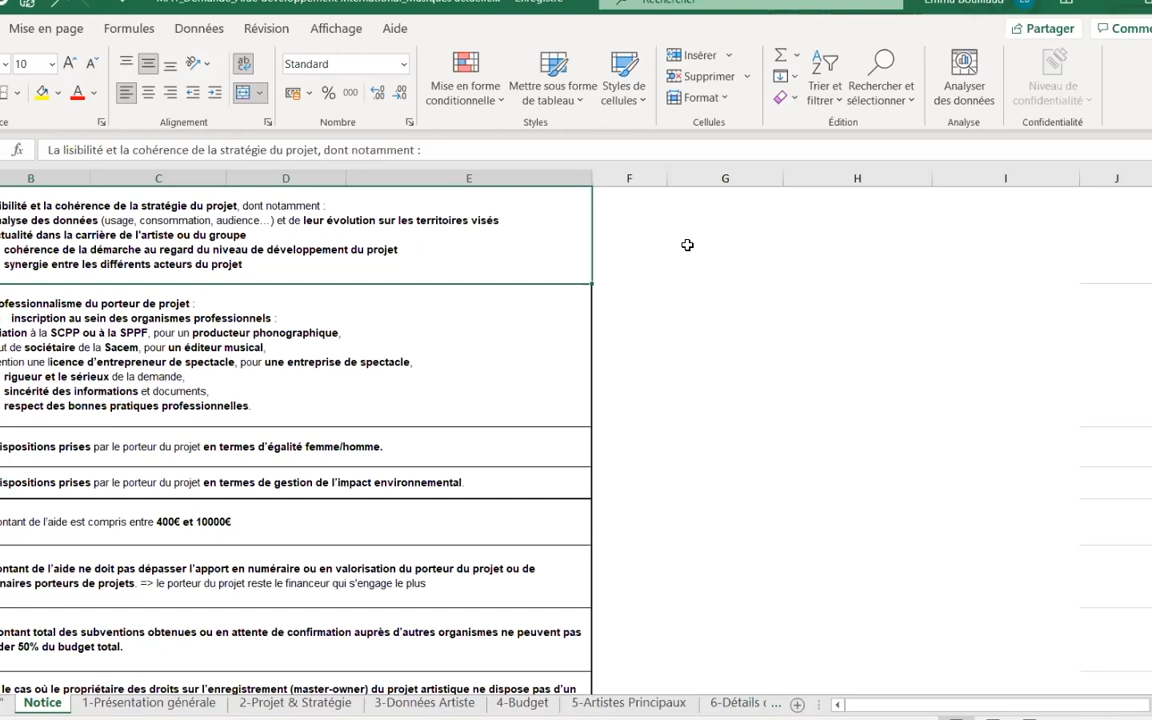 Mise en page Formules Données Révision Affichage Aide Partager
10 Standard
Mise en forme conditionnelle
Mettre sous forme de tableau
Styles de cellules
Insérer
Supprimer
Format
Trier et filtrer
Rechercher et sélectionner
Analyser des données
Niveau de confidentialité
Alignement Nombre Styles Cellules Édition Analyse Confidentialité
fx La lisibilité et la cohérence de la stratégie du projet, dont notamment :
B C D E F G H I J
et la cohérence de la stratégie du projet, dont notamment :
des données (usage, consommation, audience…) et de leur évolution sur les territoires visés
dans la carrière de l'artiste ou du groupe
cohérence de la démarche au regard du niveau de développement du projet
synergie entre les différents acteurs du projet
du porteur de projet :
inscription au sein des organismes professionnels :
à la SCPP ou à la SPPF, pour un producteur phonographique,
de sociétaire de la Sacem, pour un éditeur musical,
une licence d'entrepreneur de spectacle, pour une entreprise de spectacle,
rigueur et le sérieux de la demande,
sincérité des informations et documents,
respect des bonnes pratiques professionnelles.
prises par le porteur du projet en termes d'égalité femme/homme.
prises par le porteur du projet en termes de gestion de l'impact environnemental.
de l'aide est compris entre 400€ et 10000€
de l'aide ne doit pas dépasser l'apport en numéraire ou en valorisation du porteur du projet ou de
porteurs de projets. => le porteur du projet reste le financeur qui s'engage le plus
total des subventions obtenues ou en attente de confirmation auprès d'autres organismes ne peuvent pas
50% du budget total.
le cas où le propriétaire des droits sur l'enregistrement (master-owner) du projet artistique ne dispose pas d'un
Notice 1-Présentation générale 2-Projet & Stratégie 3-Données Artiste 4-Budget 5-Artistes Principaux 6-Détails ...